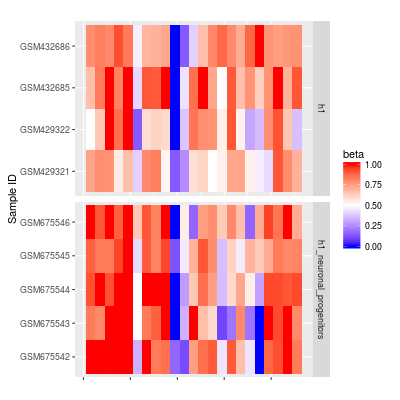 GSM432686
GSM432685
GSM429322
GSM429321
h1
GSM675546
GSM675545
GSM675544
GSM675543
GSM675542
h1_neuronal_progenitors
Sample ID
beta
1.00
0.75
0.50
0.25
0.00